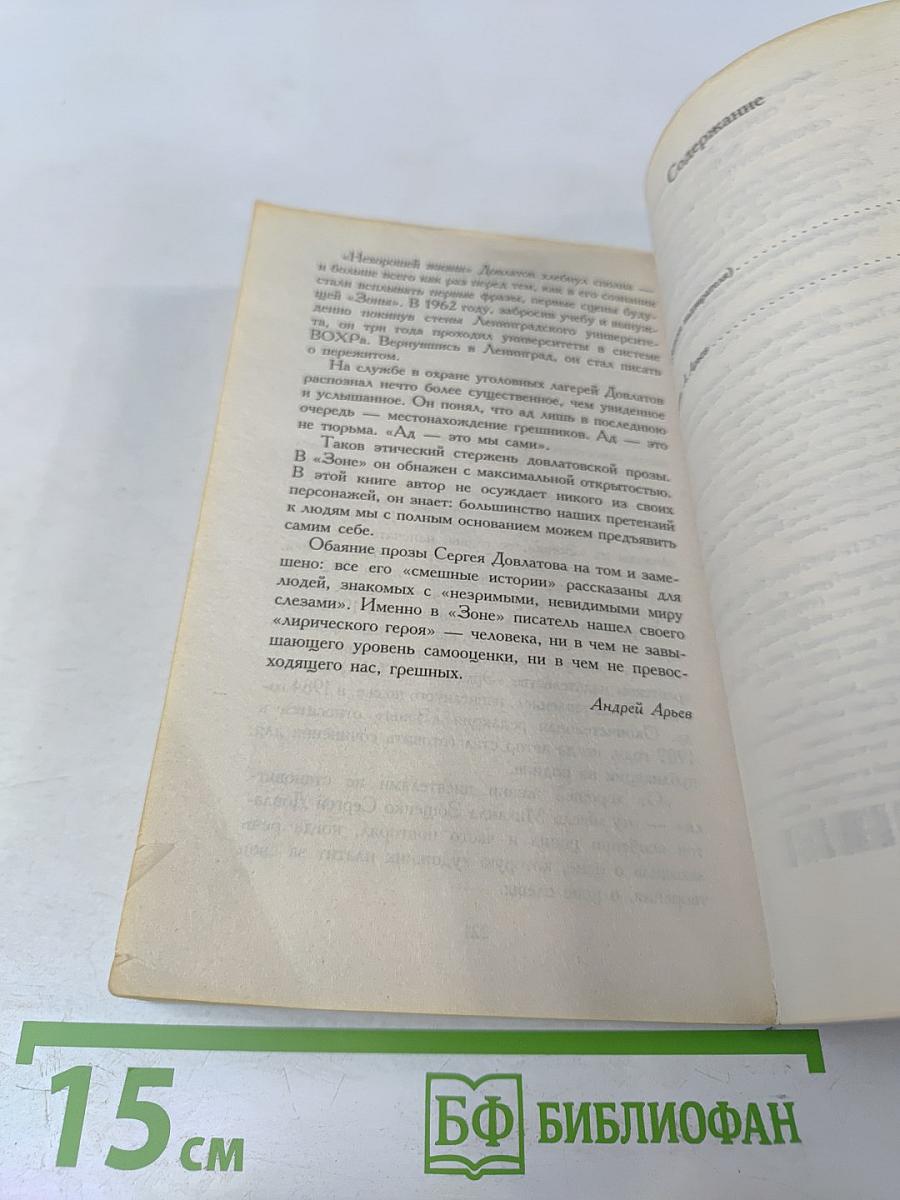 «Нехорошей жизни» Довлатов хлебнул сполна —
и больше всего как раз перед тем, как в его сознании
стали всплывать первые фразы, первые сцены буду-
щей «Зоны». В 1962 году, забросив учебу и вынуж-
денно покинув стены Ленинградского университе-
та, он три года проходил университеты в системе
ВОХРа. Вернувшись в Ленинград, он стал писать
о пережитом.
На службе в охране уголовных лагерей Довлатов
распознал нечто более существенное, чем увиденное
и услышанное. Он понял, что ад лишь в последнюю
очередь — местонахождение грешников. Ад — это
не тюрьма. «Ад — это мы сами».
Таков этический стержень довлатовской прозы.
В «Зоне» он обнажен с максимальной открытостью.
В этой книге автор не осуждает никого из своих
персонажей, он знает: большинство наших претензий
к людям мы с полным основанием можем предъявить
самим себе.
Обаяние прозы Сергея Довлатова на том и заме-
шено: все его «смешные истории» рассказаны для
людей, знакомых с «незримыми, невидимыми миру
слезами». Именно в «Зоне» писатель нашел своего
«лирического героя» — человека, ни в чем не завы-
шающего уровень самооценки, ни в чем не превос-
ходящего нас, грешных.
Андрей Арьев
Содержание
Арьев
15 см
БФ БИБЛИОФАН